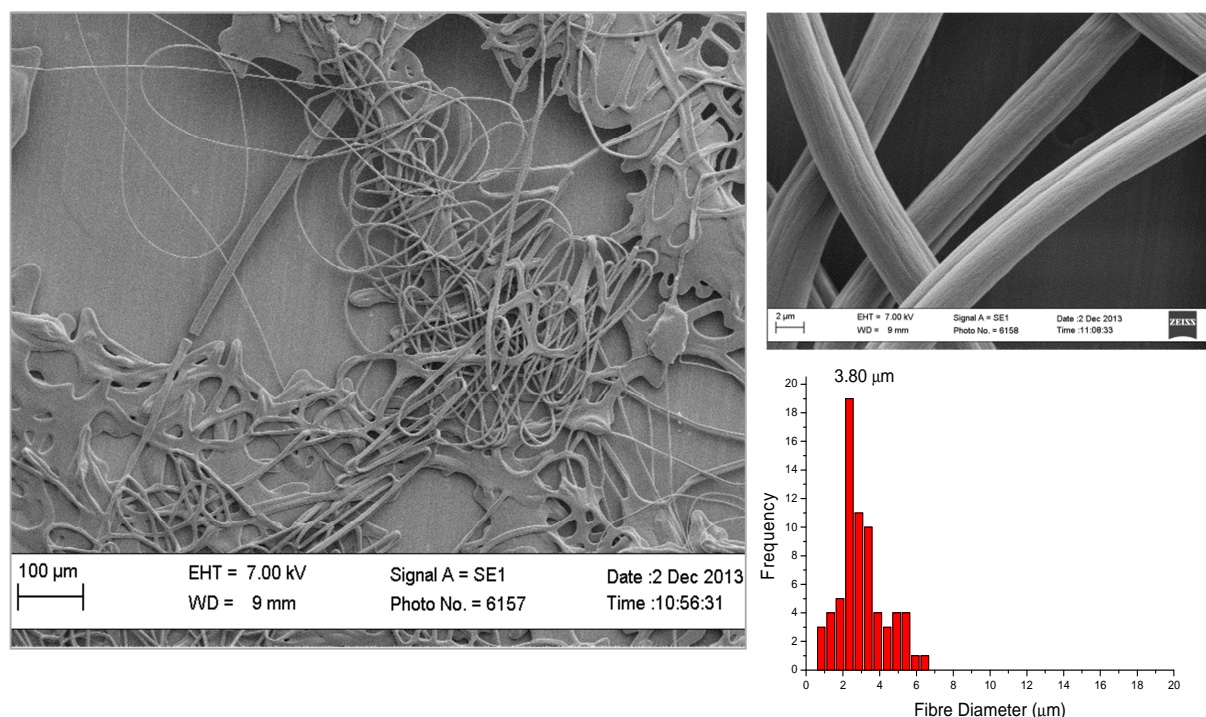 100 µm
EHT = 7.00 kV
Signal A = SE1
Date :2 Dec 2013
WD = 9 mm
Photo No. = 6157
Time :10:56:31
2 µm
EHT = 7.00 kV
Signal A = SE1
Date :2 Dec 2013
WD = 9 mm
Photo No. = 6158
Time :11:08:33
ZEISS
3.80 µm
20
18
16
14
12
10
8
6
4
2
0
Frequency
0 2 4 6 8 10 12 14 16 18 20
Fibre Diameter (µm)